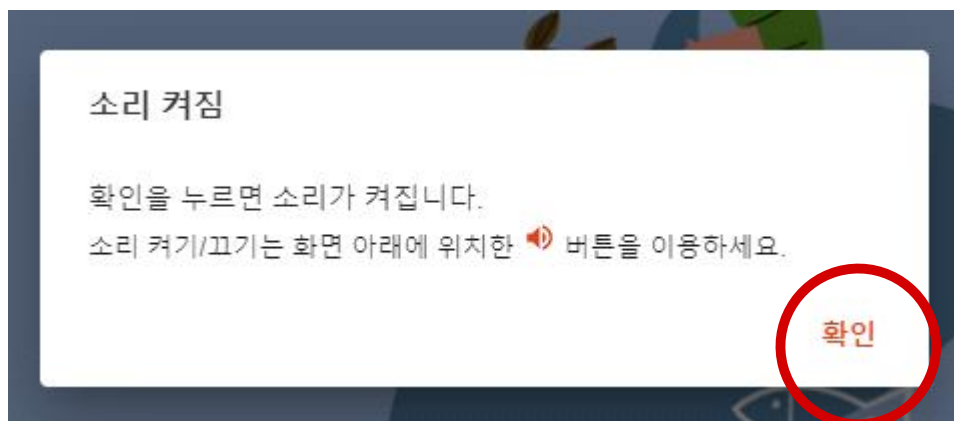 소리 켜짐
확인을 누르면 소리가 켜집니다.
소리 켜기/끄기는 화면 아래에 위치한 버튼을 이용하세요.
확인